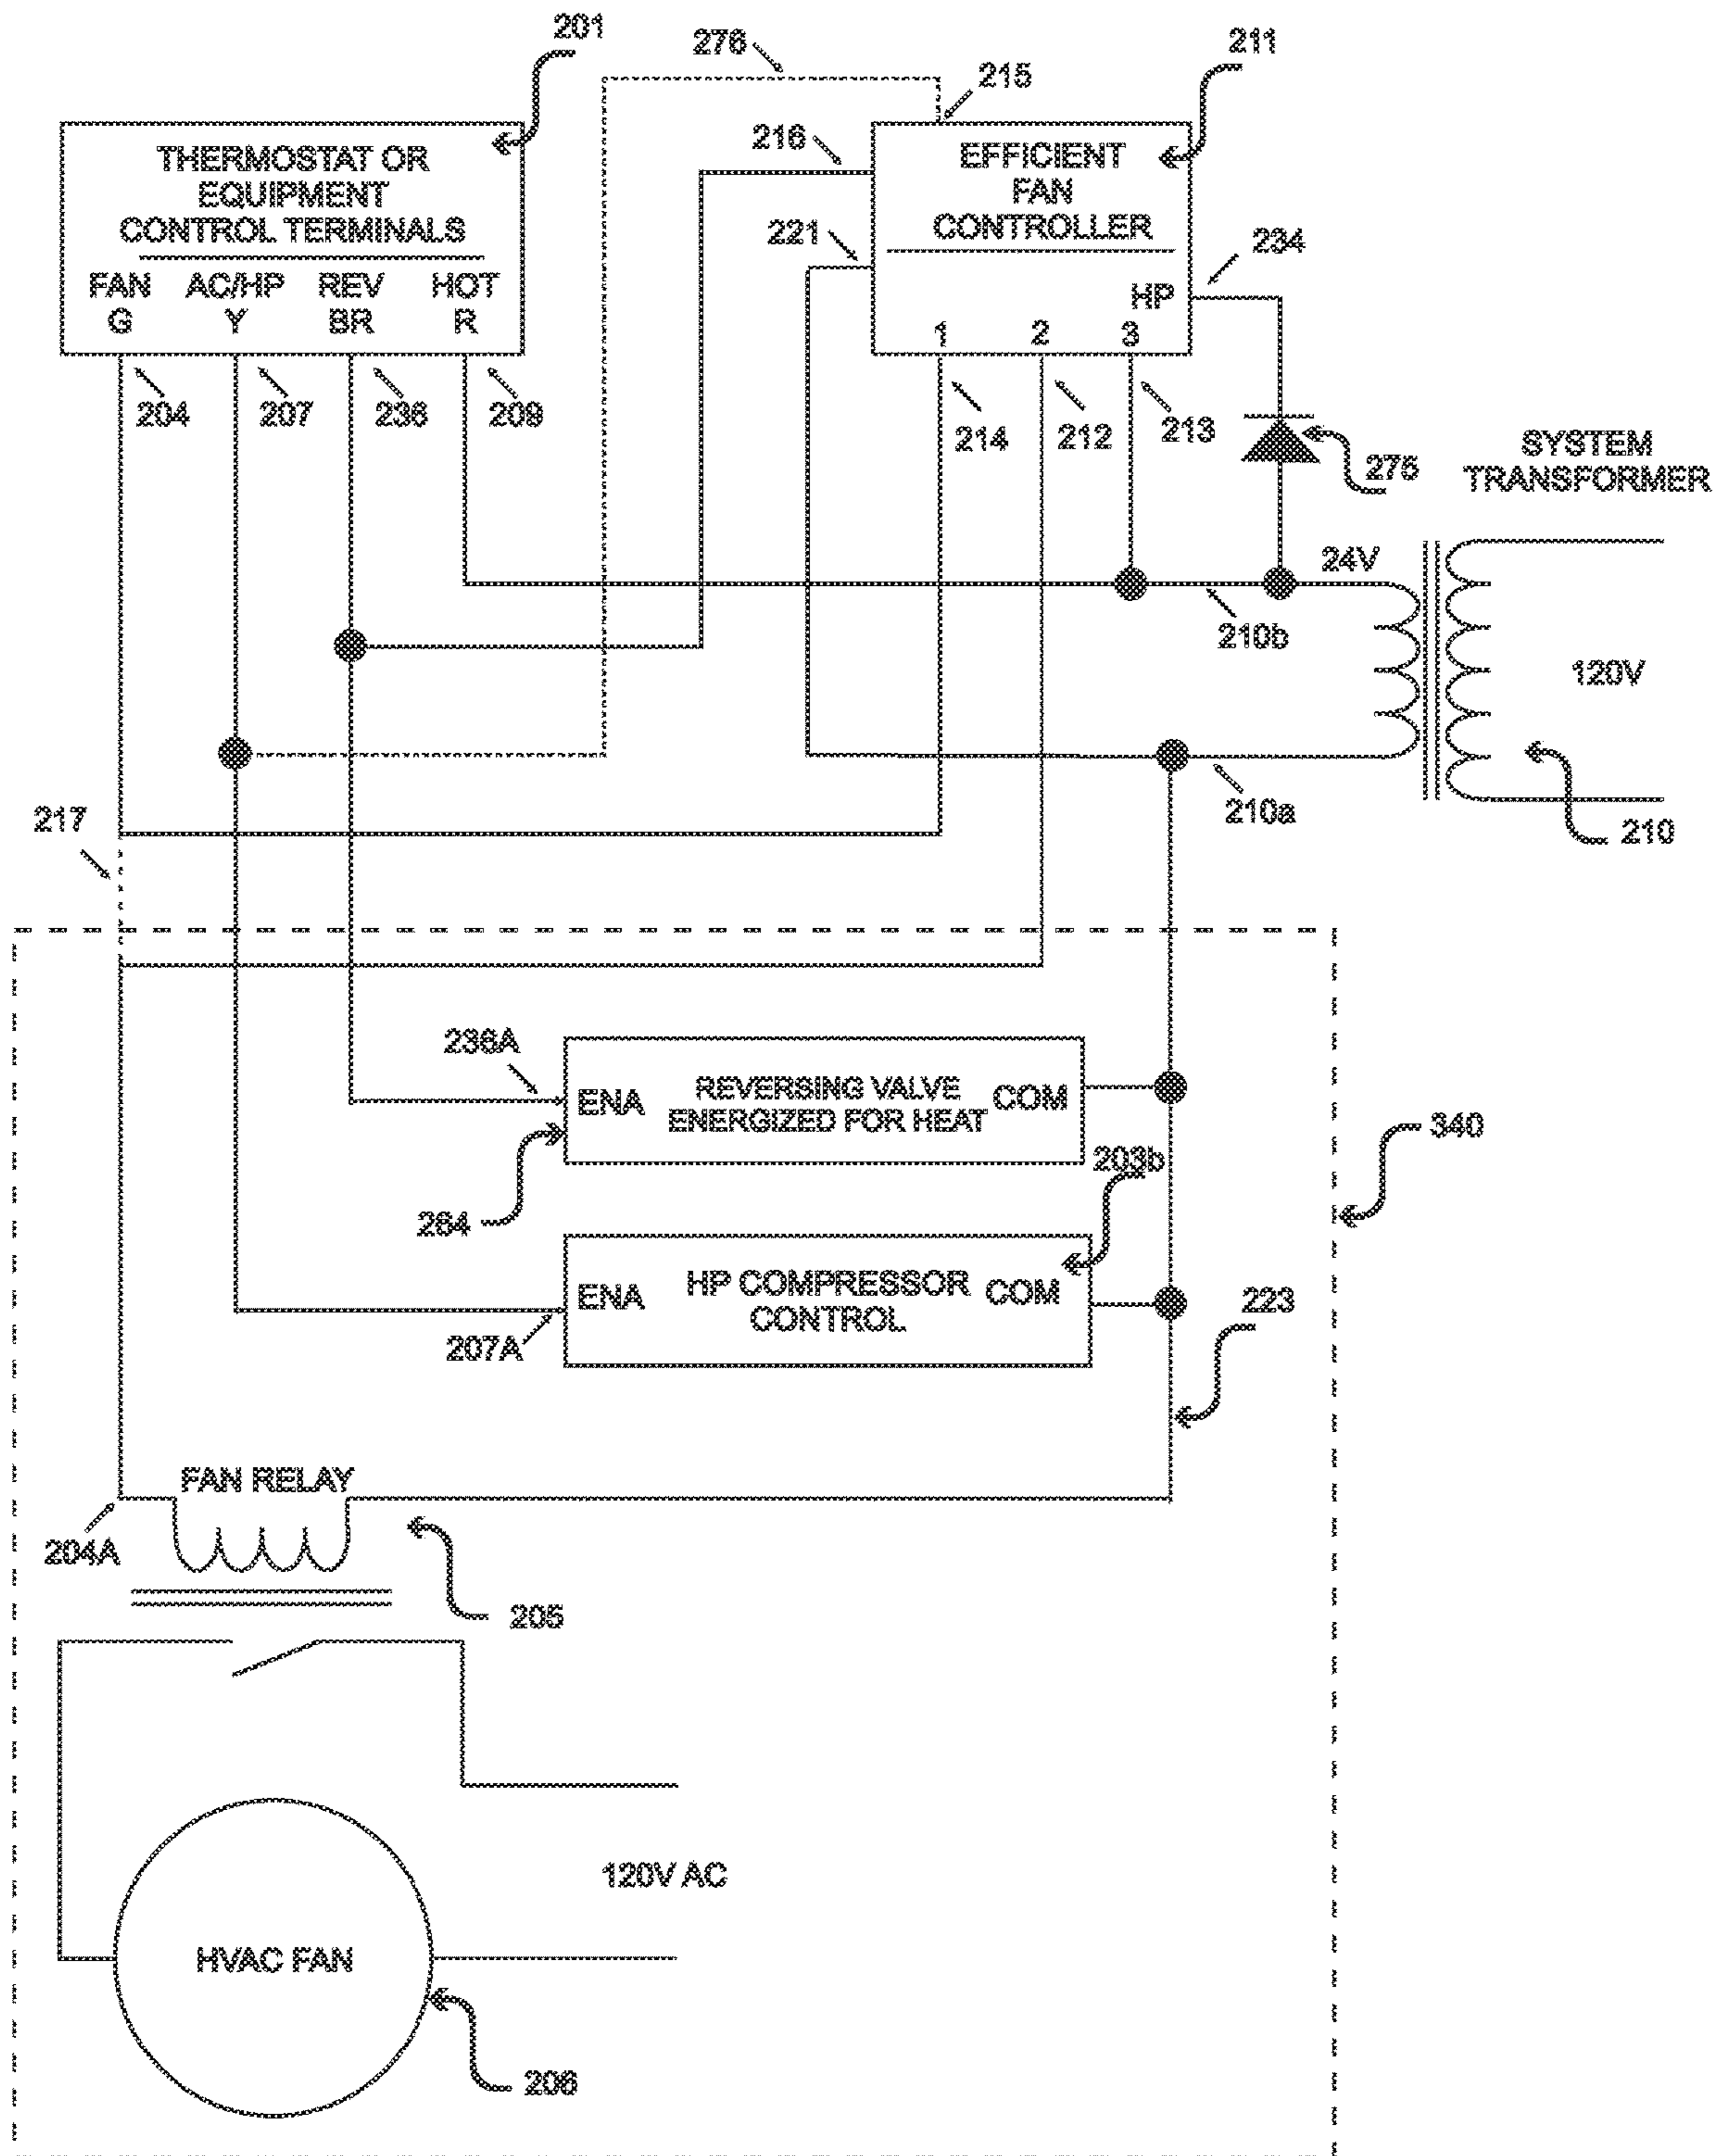 201
276
211
215
THERMOSTAT OR
EQUIPMENT
CONTROL TERMINALS
216
EFFICIENT
FAN
CONTROLLER
221
234
FAN AC/HP REV HOT
G Y BR R
HP
1 2 3
204 207 236 209
214 212 213
275
SYSTEM
TRANSFORMER
24V
210b
120V
210a
210
217
236A
ENA
REVERSING VALVE
ENERGIZED FOR HEAT
COM
340
203b
264
ENA
HP COMPRESSOR
CONTROL
COM
223
207A
FAN RELAY
204A
205
120V AC
HVAC FAN
206